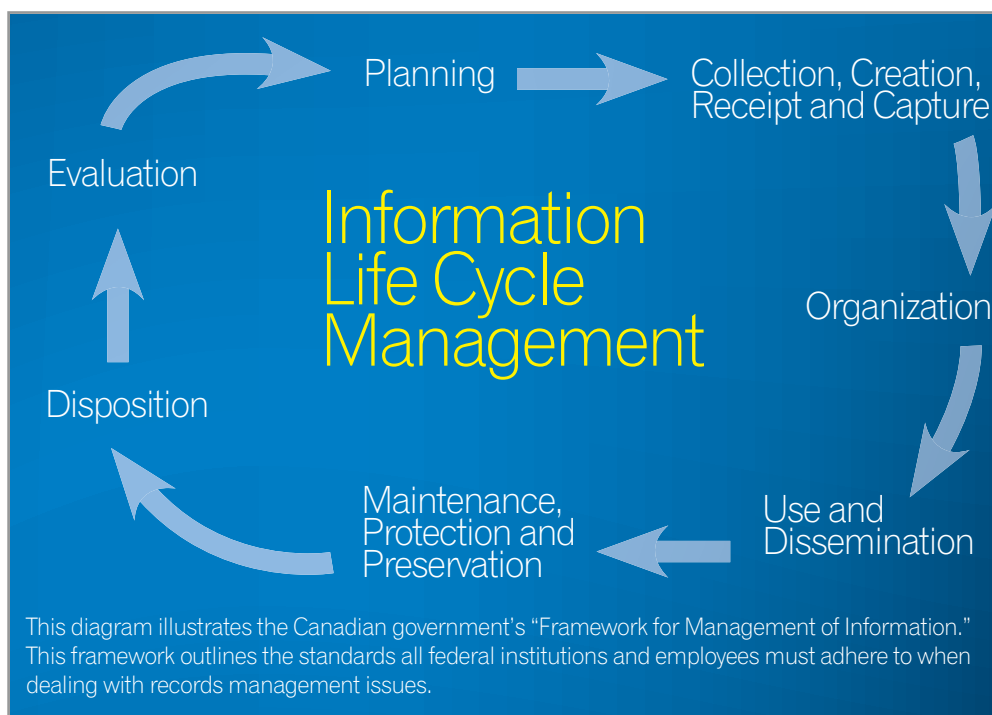 Planning
Collection, Creation,
Receipt and Capture
Evaluation
Information
Life Cycle
Management
Organization
Disposition
Maintenance,
Protection and
Preservation
Use and
Dissemination
This diagram illustrates the Canadian government’s “Framework for Management of Information.”
This framework outlines the standards all federal institutions and employees must adhere to when
dealing with records management issues.